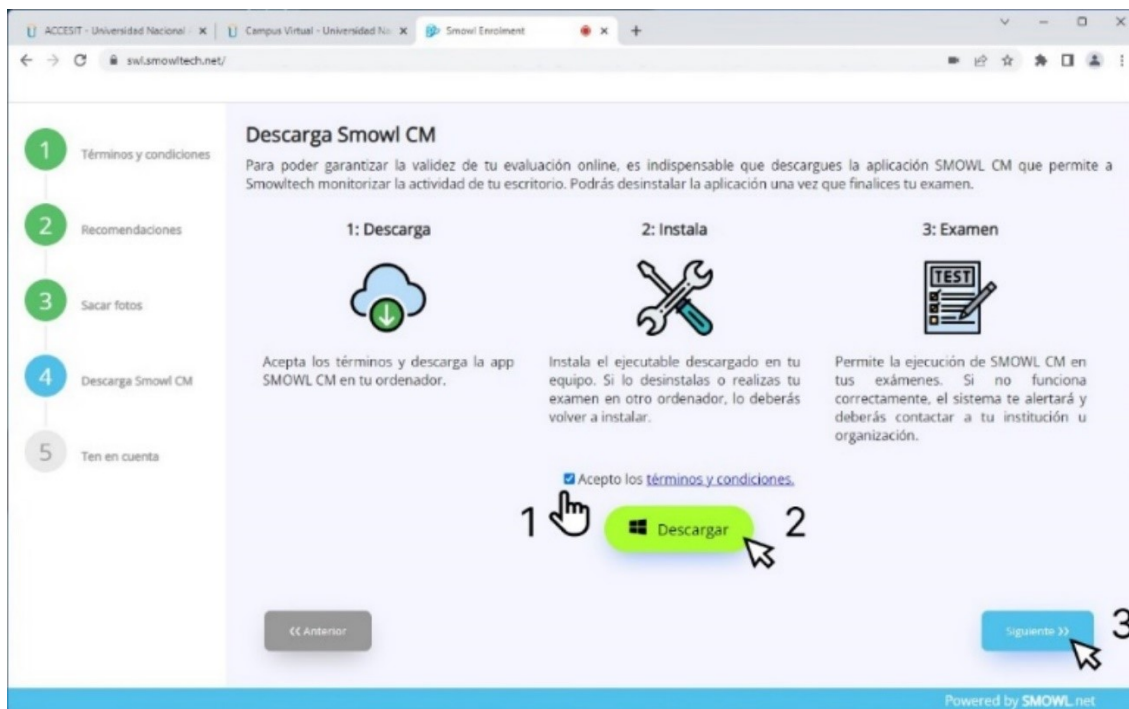 ACCESIT - Universidad Nacional
Campus Virtual - Universidad Na
Smowl Enrolment
swl.smowltech.net/
1
Términos y condiciones
2
Recomendaciones
3
Sacar fotos
4
Descarga Smowl CM
5
Ten en cuenta
Descarga Smowl CM
Para poder garantizar la validez de tu evaluación online, es indispensable que descargues la aplicación SMOWL CM que permite a
Smowltech monitorizar la actividad de tu escritorio. Podrás desinstalar la aplicación una vez que finalices tu examen.
1: Descarga
Acepta los términos y descarga la app
SMOWL CM en tu ordenador.
2: Instala
Instala el ejecutable descargado en tu
equipo. Si lo desinstalas o realizas tu
examen en otro ordenador, lo deberás
volver a instalar.
3: Examen
TEST
Permite la ejecución de SMOWL CM en
tus exámenes. Si no funciona
correctamente, el sistema te alertará y
deberás contactar a tu institución u
organización.
Acepto los términos y condiciones.
1
Descargar
2
<< Anterior
Siguiente >>
3
Powered by SMOWL.net